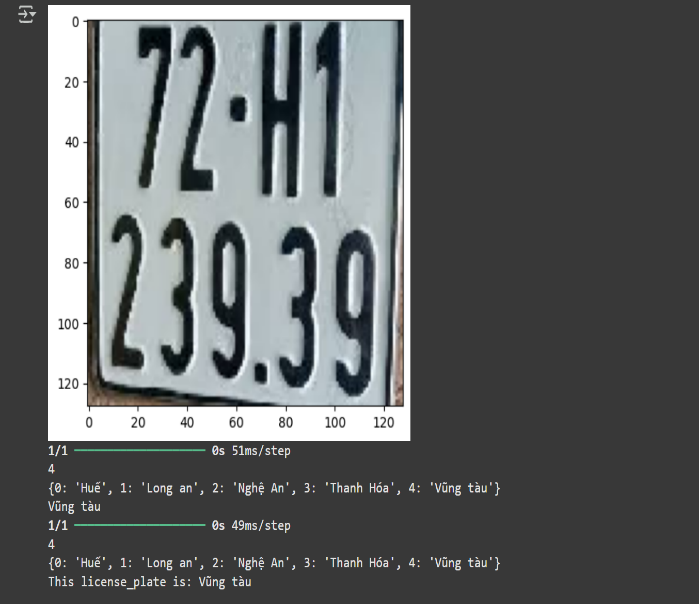 0
20
40
60
80
100
120
72-H1
239.39
0 20 40 60 80 100 120
1/1 ━━━━━━━━━━━━━━━━━━━━ 0s 51ms/step
4
{0: 'Huế', 1: 'Long an', 2: 'Nghệ An', 3: 'Thanh Hóa', 4: 'Vũng tàu'}
Vũng tàu
1/1 ━━━━━━━━━━━━━━━━━━━━ 0s 49ms/step
4
{0: 'Huế', 1: 'Long an', 2: 'Nghệ An', 3: 'Thanh Hóa', 4: 'Vũng tàu'}
This license_plate is: Vũng tàu